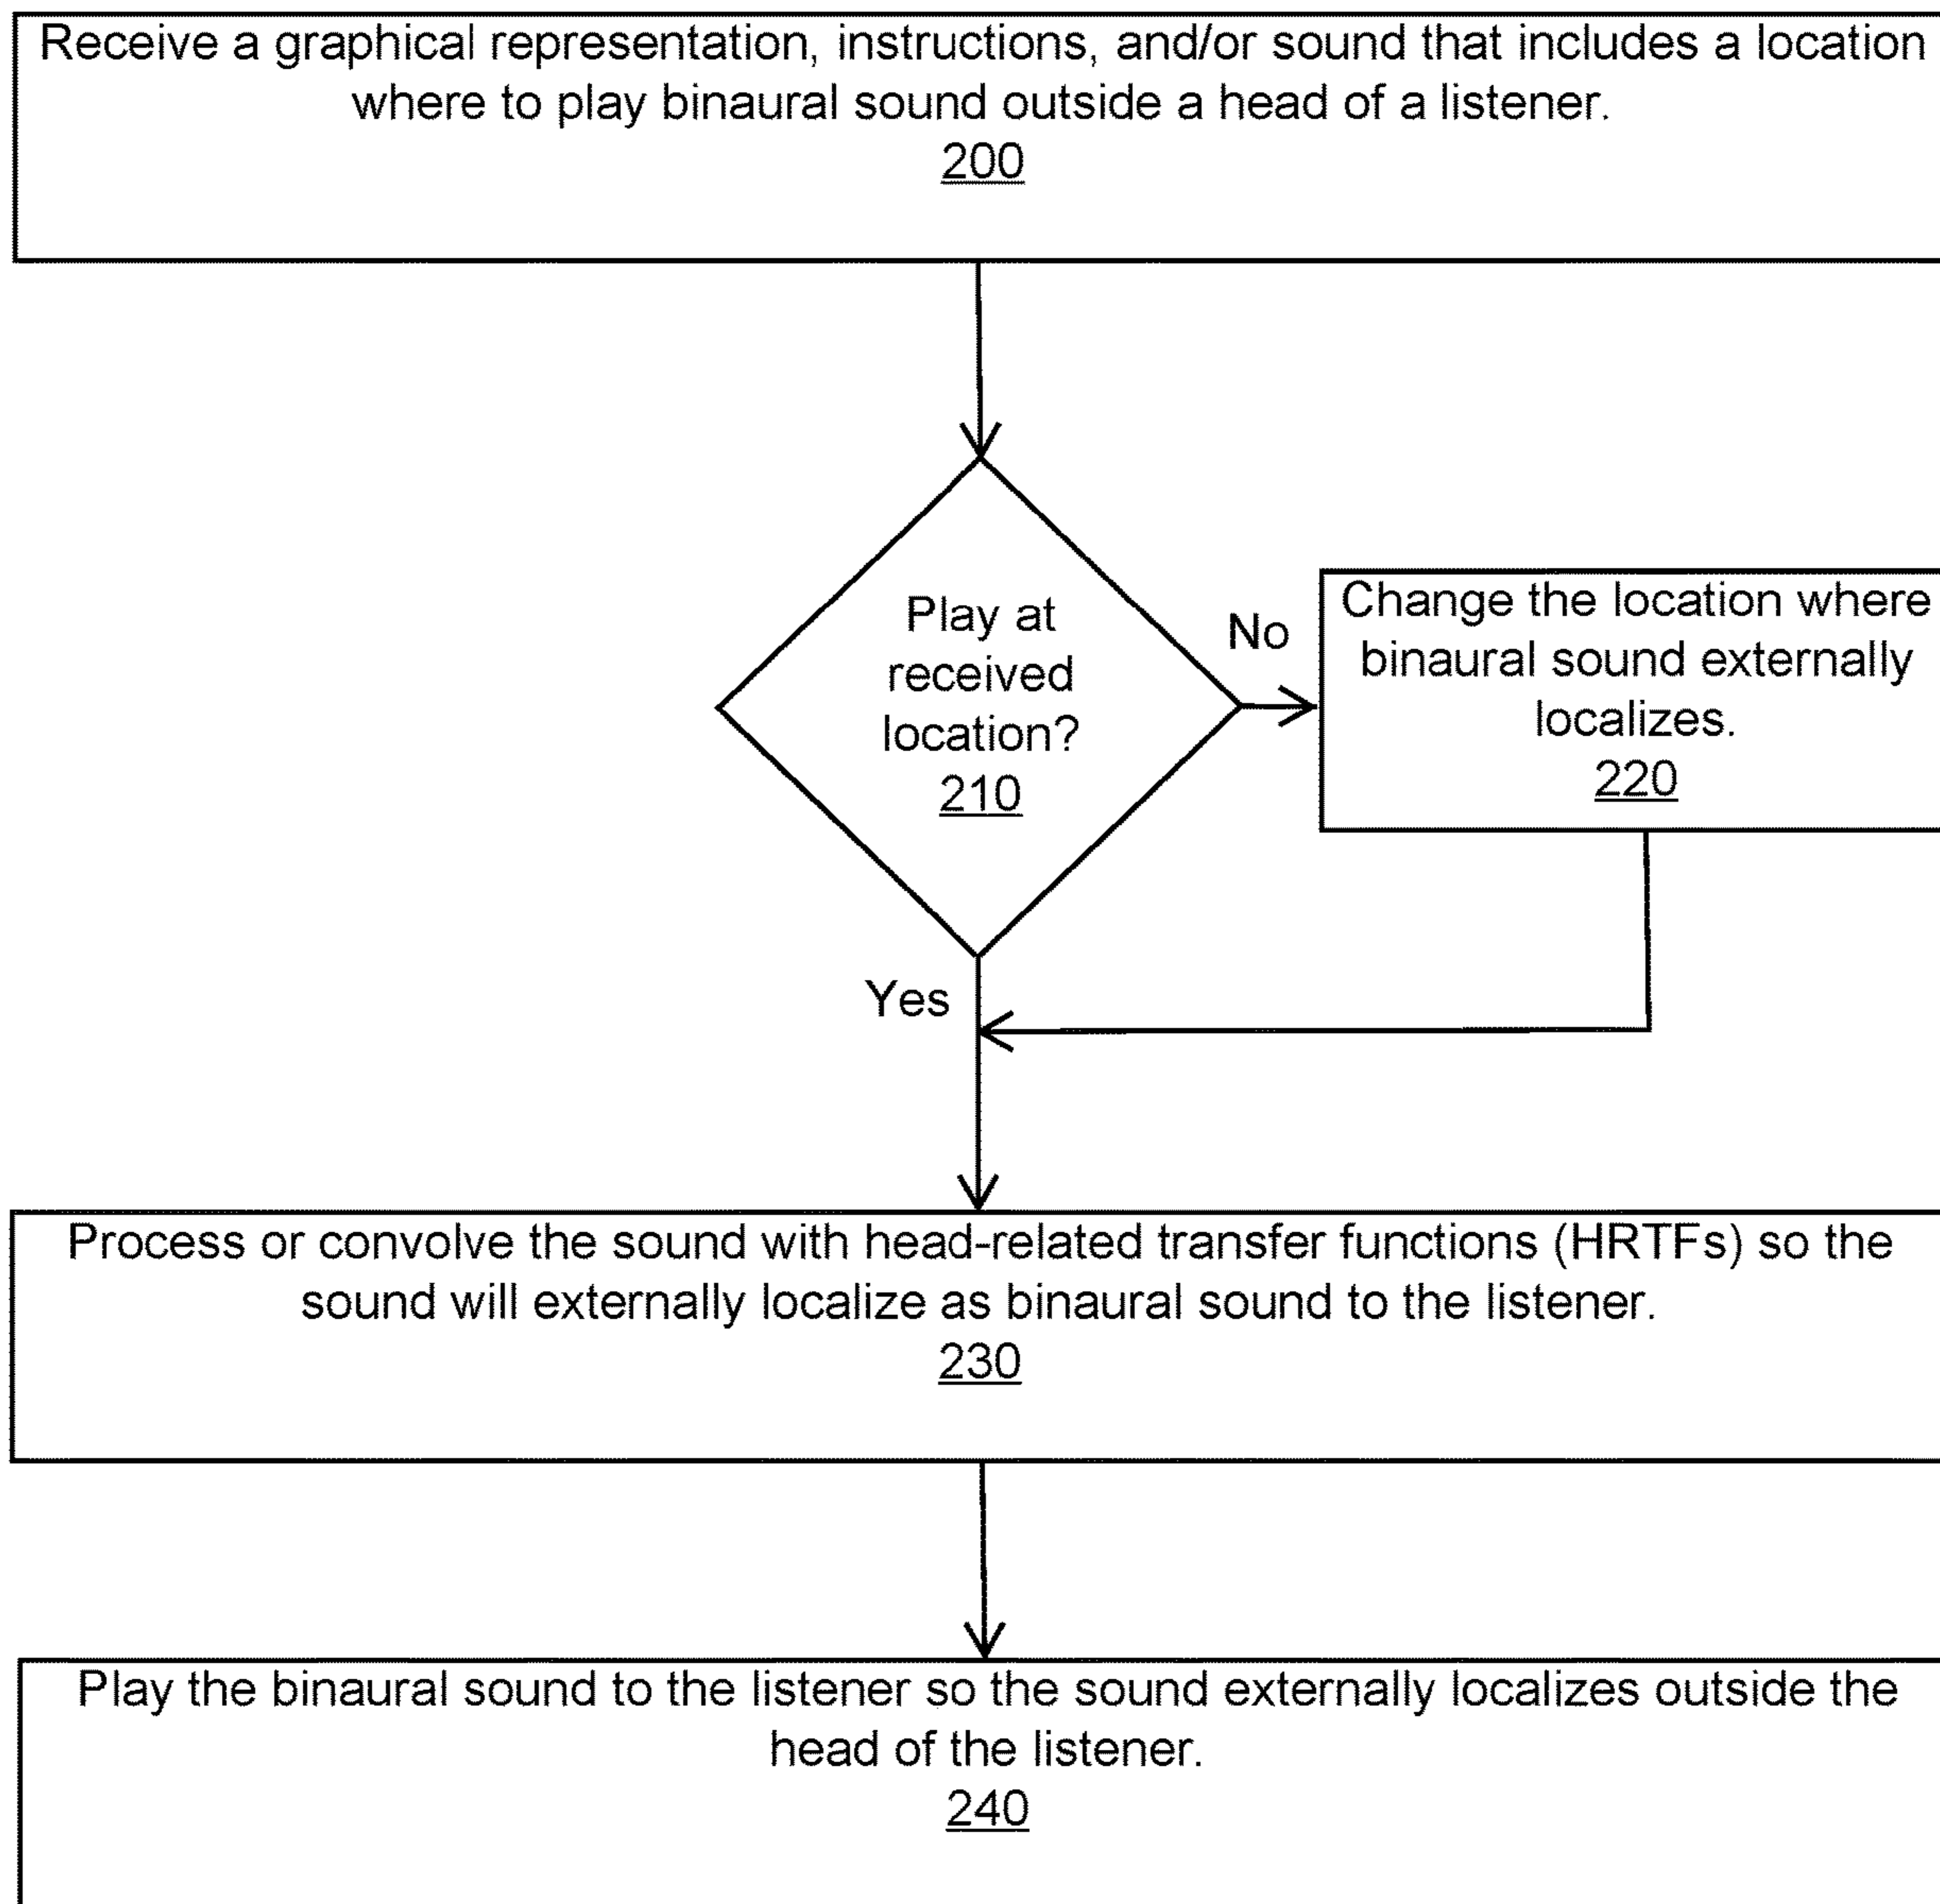 Receive a graphical representation, instructions, and/or sound that includes a location
where to play binaural sound outside a head of a listener.
200
Play at
received
location?
210
No
Change the location where
binaural sound externally
localizes.
220
Yes
Process or convolve the sound with head-related transfer functions (HRTFs) so the
sound will externally localize as binaural sound to the listener.
230
Play the binaural sound to the listener so the sound externally localizes outside the
head of the listener.
240